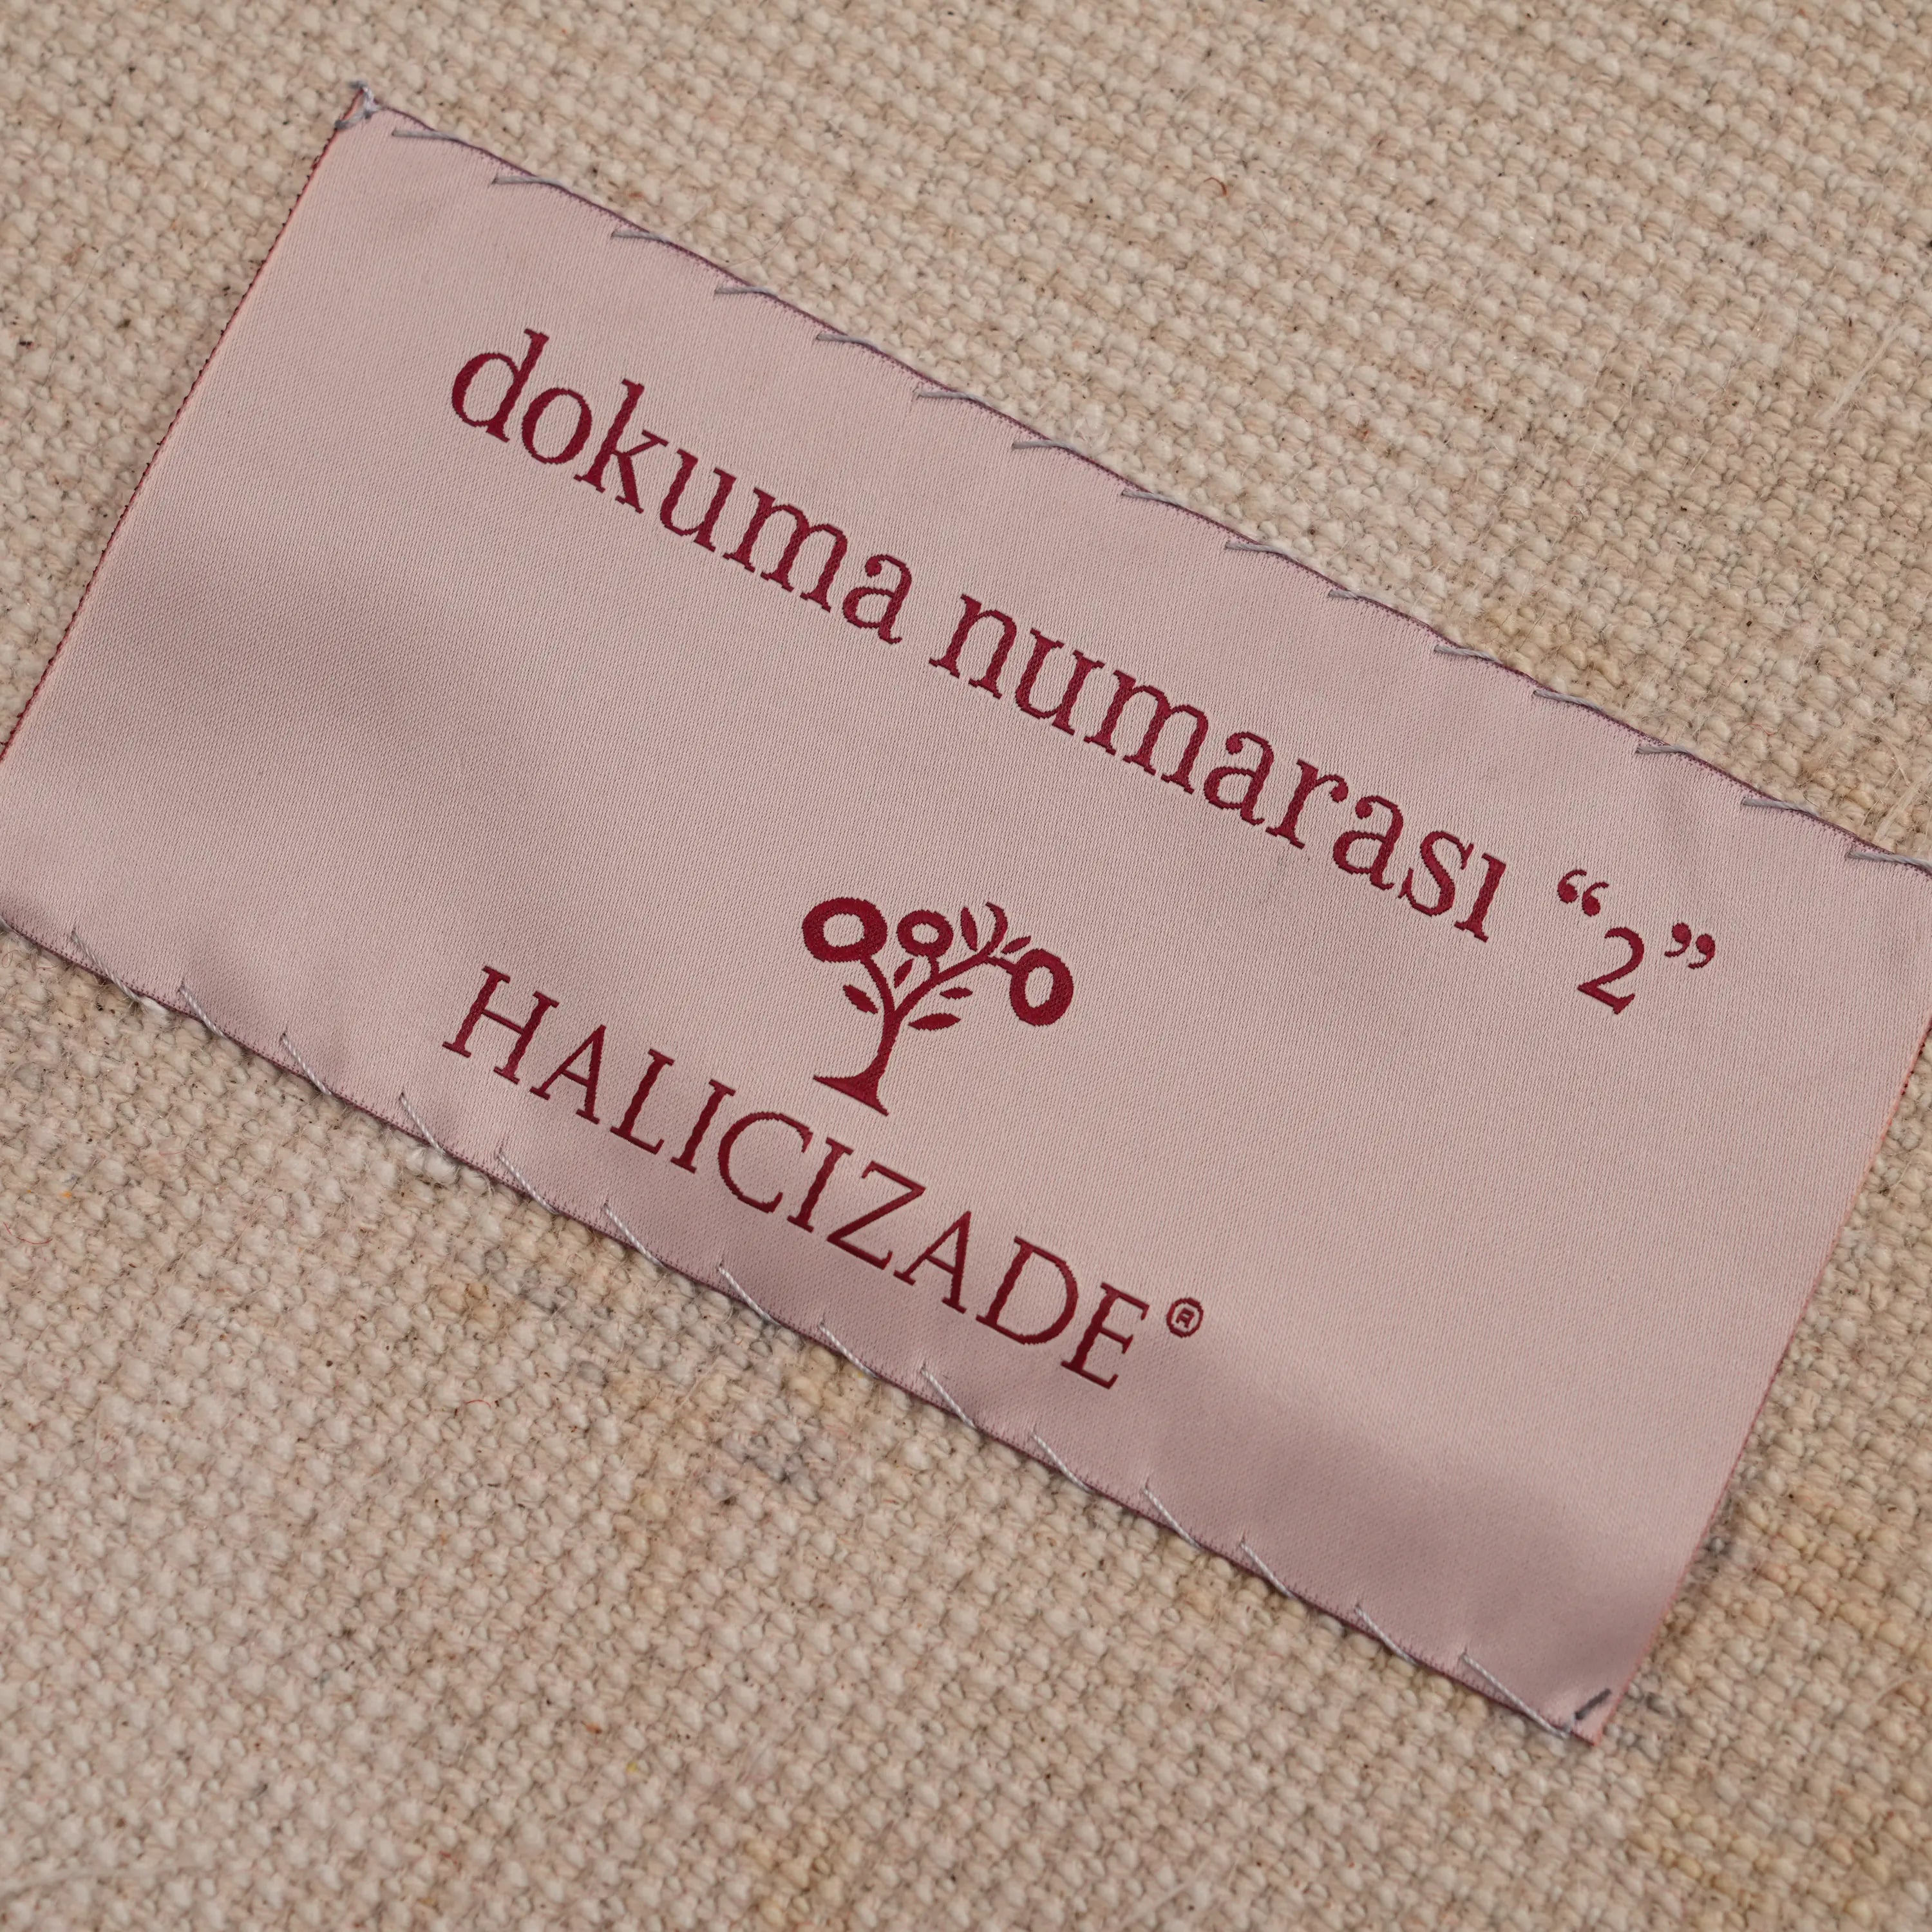 dokuma numarası “2”
HALICIZADE®